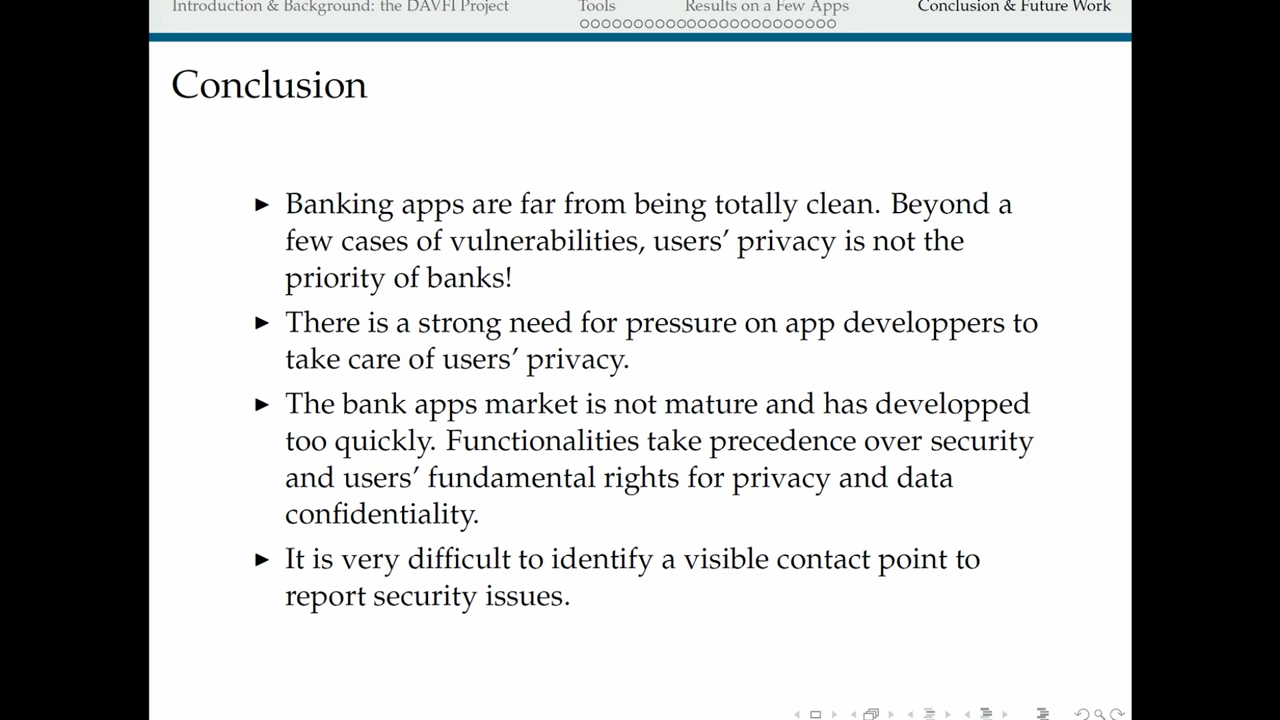 Introduction & Background: the DAVFI Project Tools Results on a Few Apps Conclusion & Future Work
Conclusion
Banking apps are far from being totally clean. Beyond a
few cases of vulnerabilities, users’ privacy is not the
priority of banks!
There is a strong need for pressure on app developpers to
take care of users’ privacy.
The bank apps market is not mature and has developped
too quickly. Functionalities take precedence over security
and users’ fundamental rights for privacy and data
confidentiality.
It is very difficult to identify a visible contact point to
report security issues.